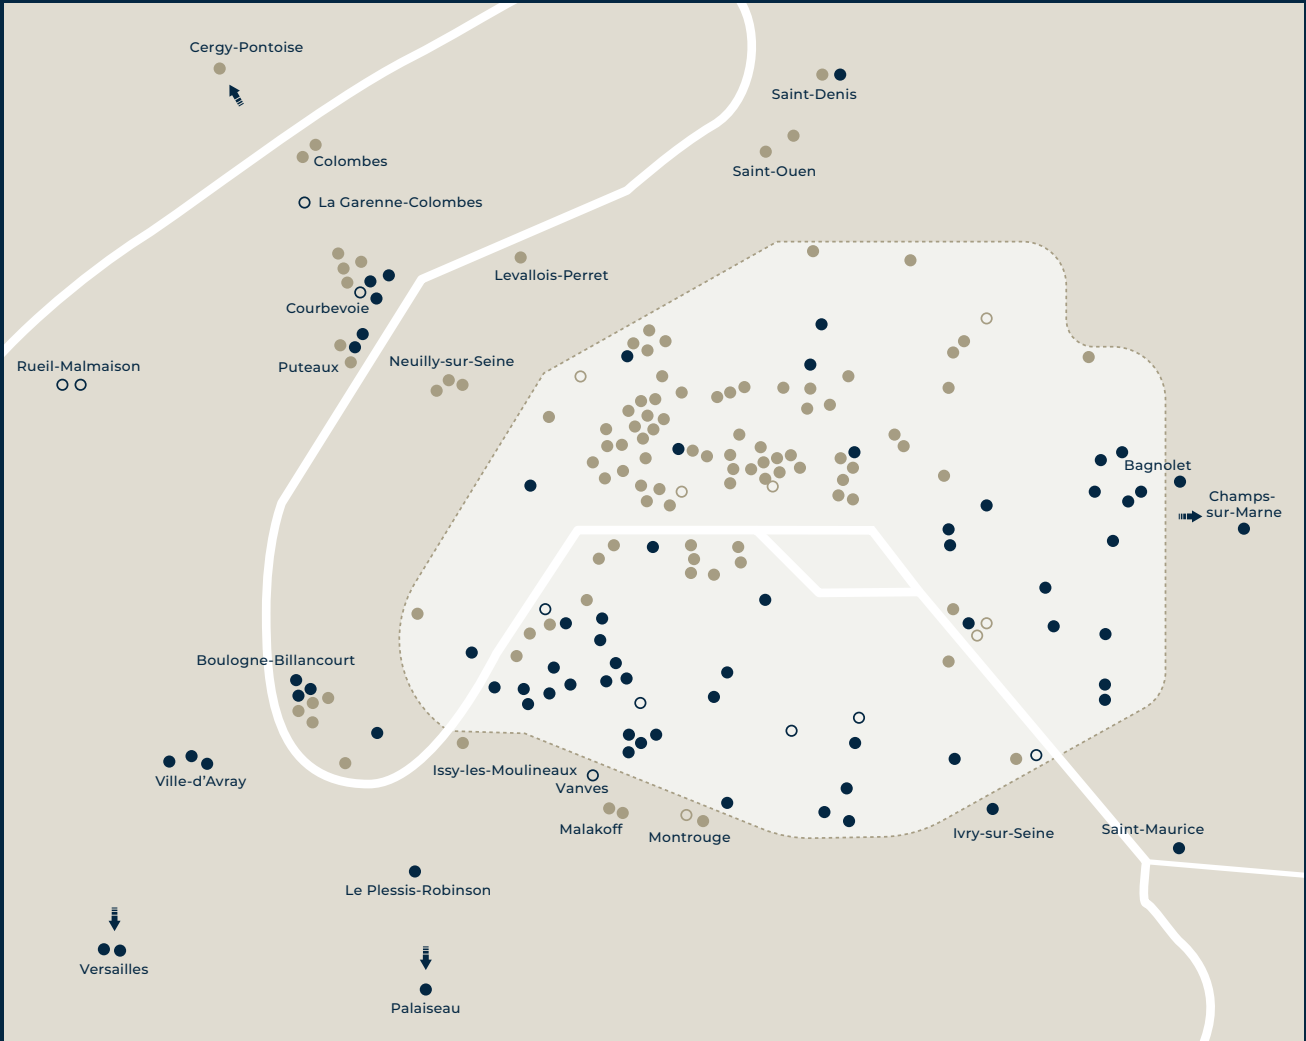 Cergy-Pontoise
Saint-Denis
Colombes
Saint-Ouen
La Garenne-Colombes
Levallois-Perret
Courbevoie
Rueil-Malmaison
Puteaux
Neuilly-sur-Seine
Bagnolet
Champs-
sur-Marne
Boulogne-Billancourt
Issy-les-Moulineaux
Ville-d’Avray
Vanves
Malakoff
Montrouge
Ivry-sur-Seine
Saint-Maurice
Le Plessis-Robinson
Versailles
Palaiseau